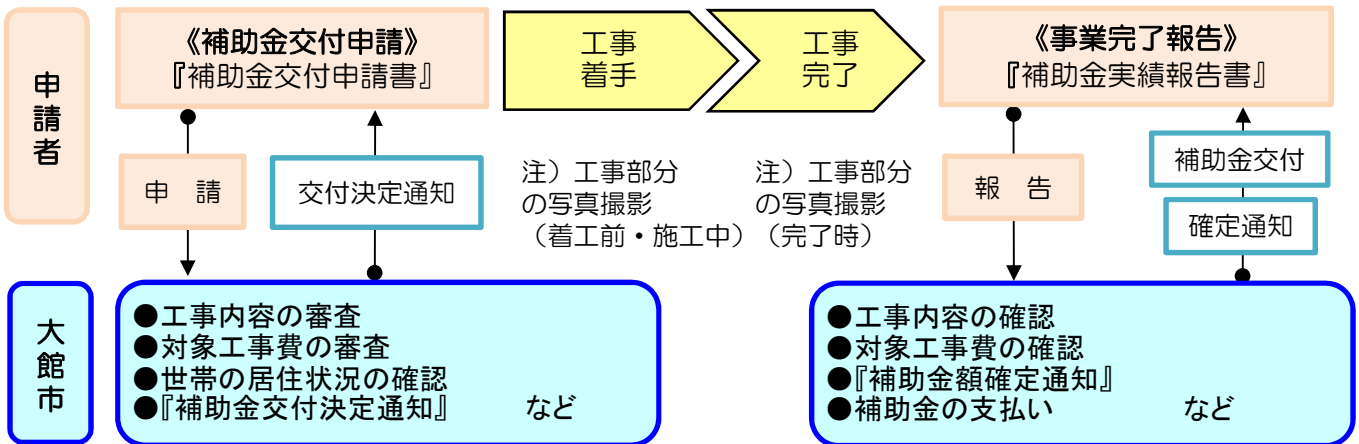 申請者
《補助金交付申請》
『補助金交付申請書』
工事
着手
工事
完了
《事業完了報告》
『補助金実績報告書』
申　請
交付決定通知
注）工事部分
の写真撮影
（着工前・施工中）
注）工事部分
の写真撮影
（完了時）
報　告
補助金交付
確定通知
大館市
●工事内容の審査
●対象工事費の審査
●世帯の居住状況の確認
●『補助金交付決定通知』　　など
●工事内容の確認
●対象工事費の確認
●『補助金額確定通知』
●補助金の支払い　　など